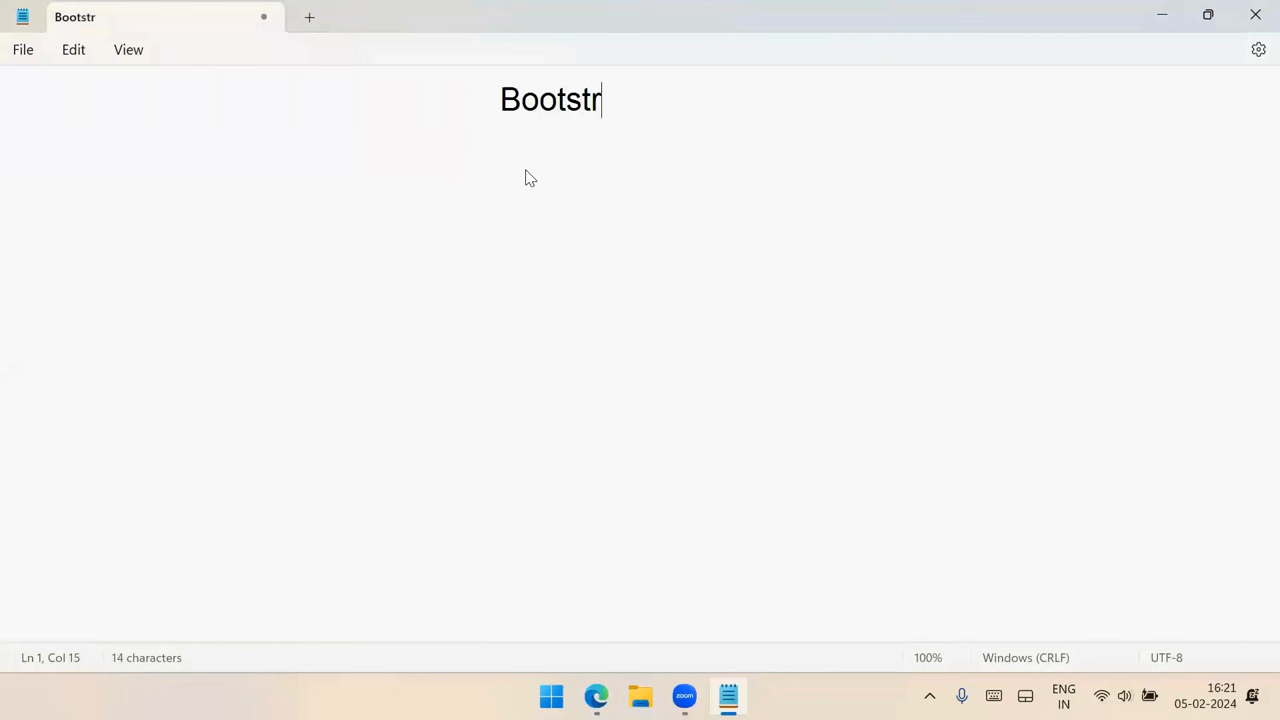 Bootstr
File Edit View
Bootstr
Ln 1, Col 15 14 characters 100% Windows (CRLF) UTF-8
zoom
ENG
IN
16:21
05-02-2024